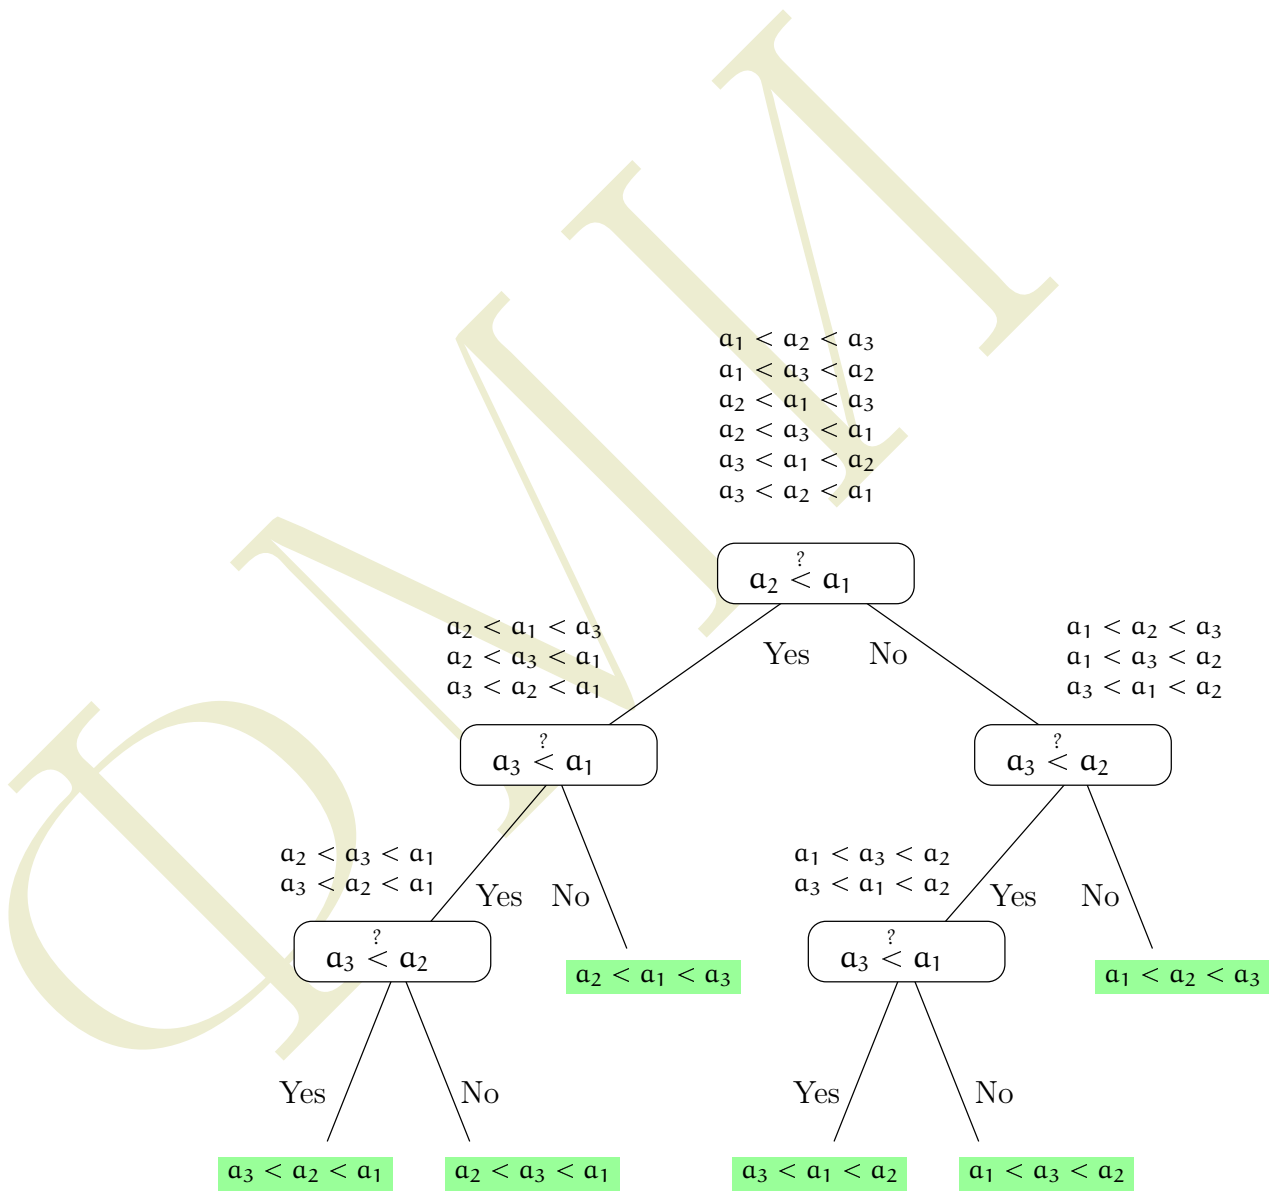 a₁ < a₂ < a₃
a₁ < a₃ < a₂
a₂ < a₁ < a₃
a₂ < a₃ < a₁
a₃ < a₁ < a₂
a₃ < a₂ < a₁
?
a₂ < a₁
Yes No
a₂ < a₁ < a₃
a₂ < a₃ < a₁
a₃ < a₂ < a₁
a₁ < a₂ < a₃
a₁ < a₃ < a₂
a₃ < a₁ < a₂
?
a₃ < a₁
?
a₃ < a₂
a₂ < a₃ < a₁
a₃ < a₂ < a₁
Yes No
a₁ < a₃ < a₂
a₃ < a₁ < a₂
Yes No
?
a₃ < a₂
a₂ < a₁ < a₃
?
a₃ < a₁
a₁ < a₂ < a₃
Yes No
Yes No
a₃ < a₂ < a₁
a₂ < a₃ < a₁
a₃ < a₁ < a₂
a₁ < a₃ < a₂
ФМИ